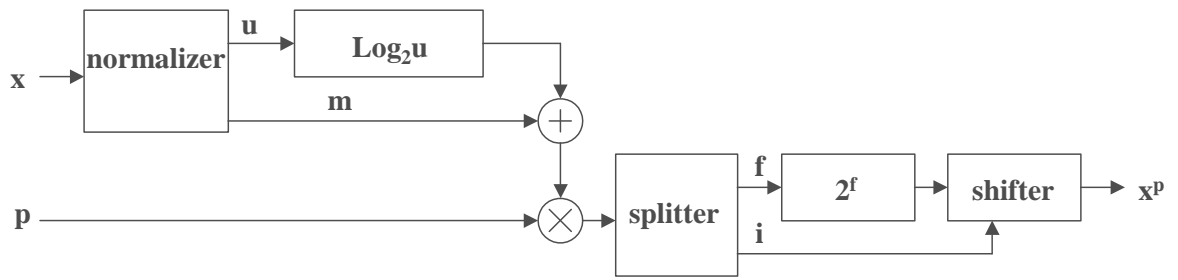 x
normalizer
u
Log₂u
m
+
p
×
splitter
f
2ᶠ
i
shifter
xᵖ